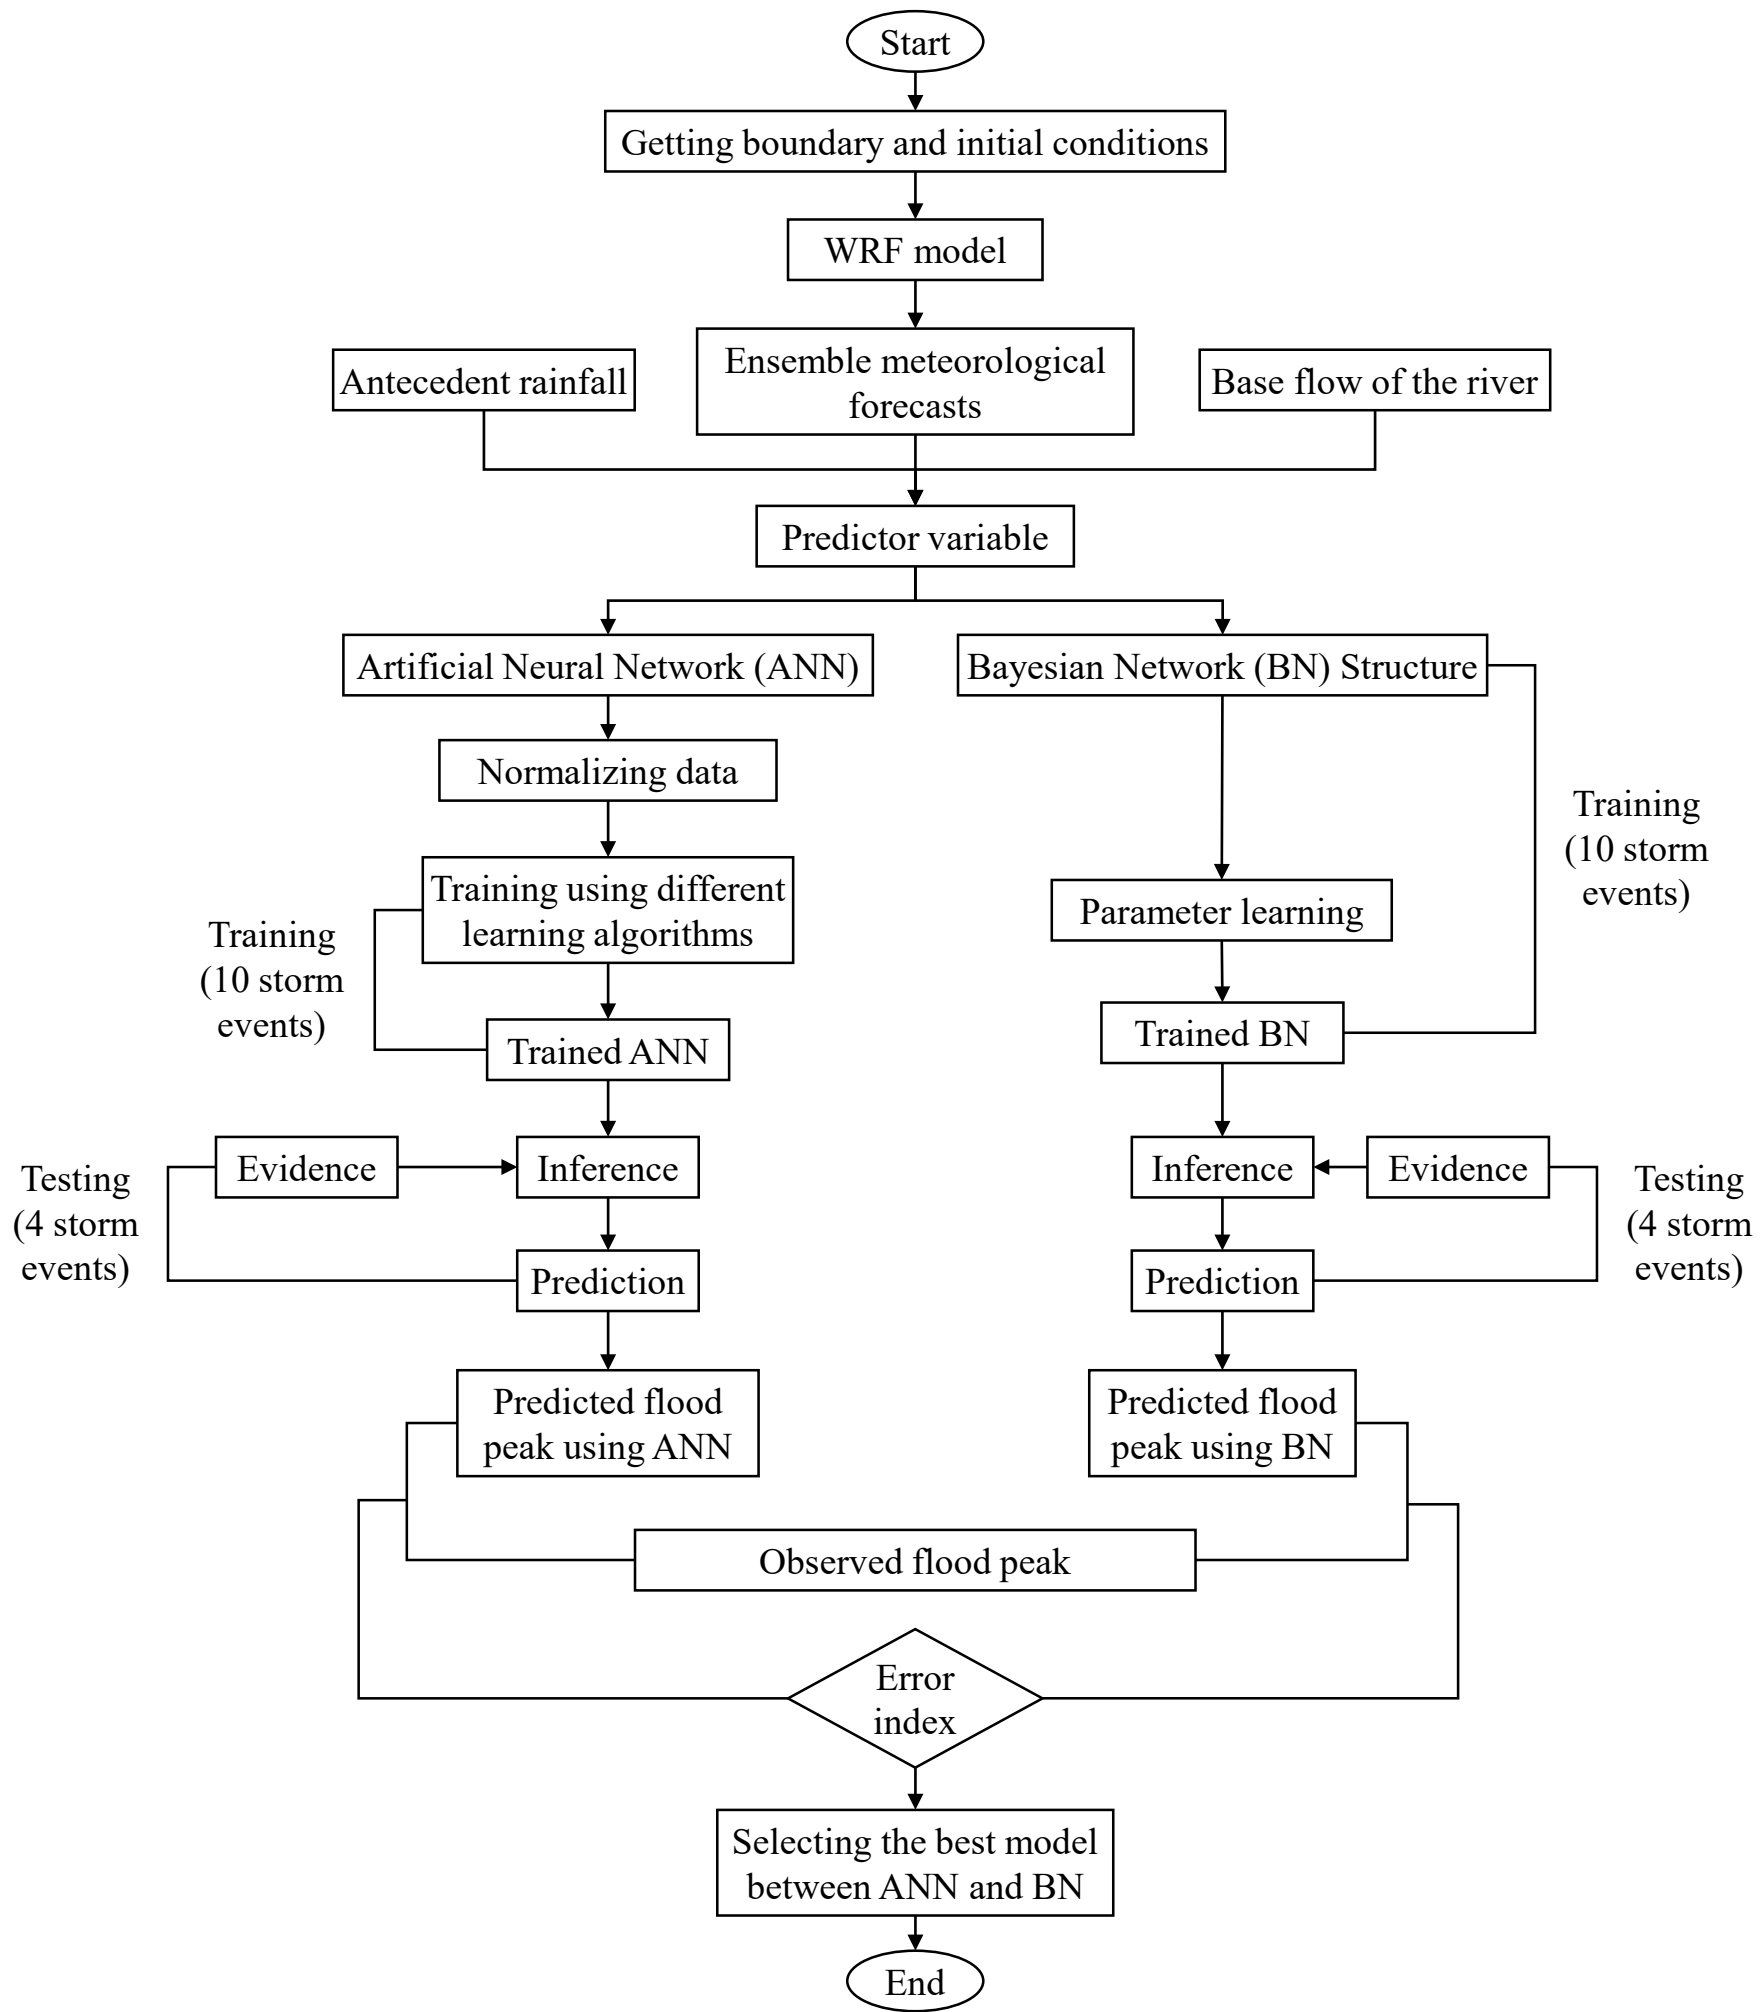 Start
Getting boundary and initial conditions
WRF model
Antecedent rainfall
Ensemble meteorological
forecasts
Base flow of the river
Predictor variable
Artificial Neural Network (ANN)
Bayesian Network (BN) Structure
Normalizing data
Training
(10 storm
events)
Training using different
learning algorithms
Parameter learning
Training
(10 storm
events)
Trained ANN
Trained BN
Testing
(4 storm
events)
Evidence
Inference
Inference
Evidence
Testing
(4 storm
events)
Prediction
Prediction
Predicted flood
peak using ANN
Predicted flood
peak using BN
Observed flood peak
Error
index
Selecting the best model
between ANN and BN
End